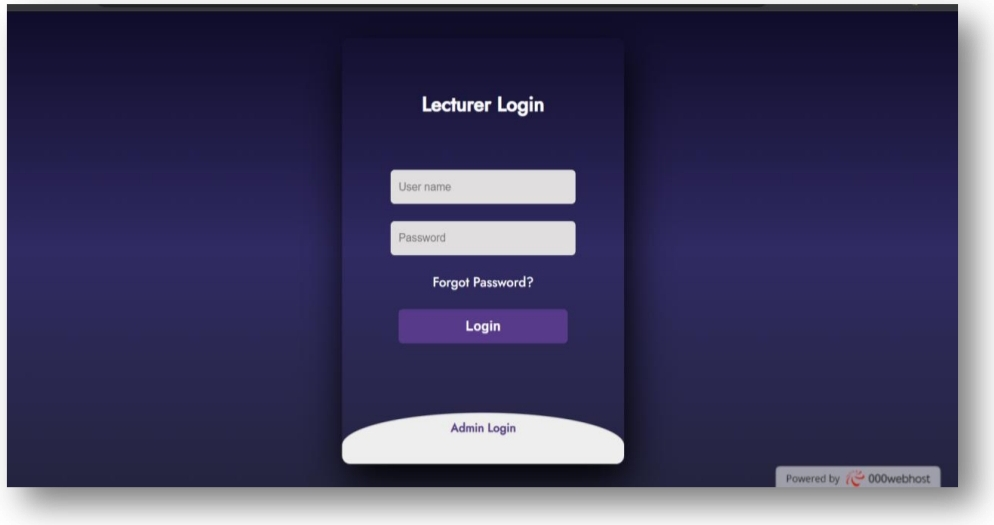 Lecturer Login
User name
Password
Forgot Password?
Login
Admin Login
Powered by 000webhost